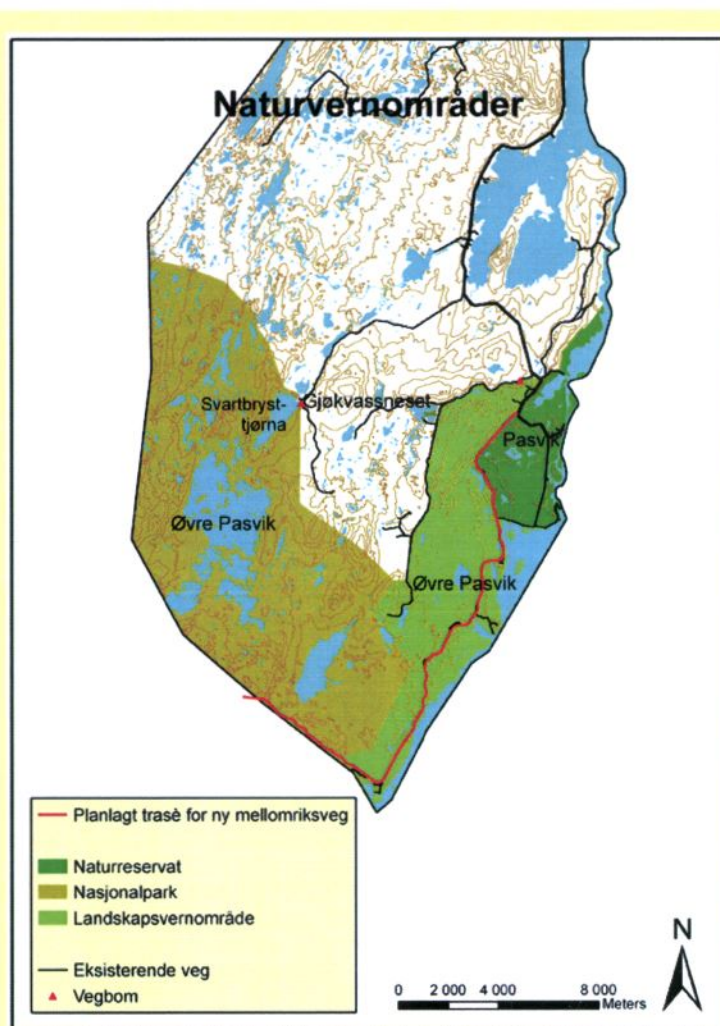 Naturvernområder
Svartbryst-
tjørna
Gjøkvassneset
Pasvik
Øvre Pasvik
Øvre Pasvik
Planlagt trasè for ny mellomriksveg
Naturreservat
Nasjonalpark
Landskapsvernområde
Eksisterende veg
Vegbom
N
0 2 000 4 000 8 000
Meters